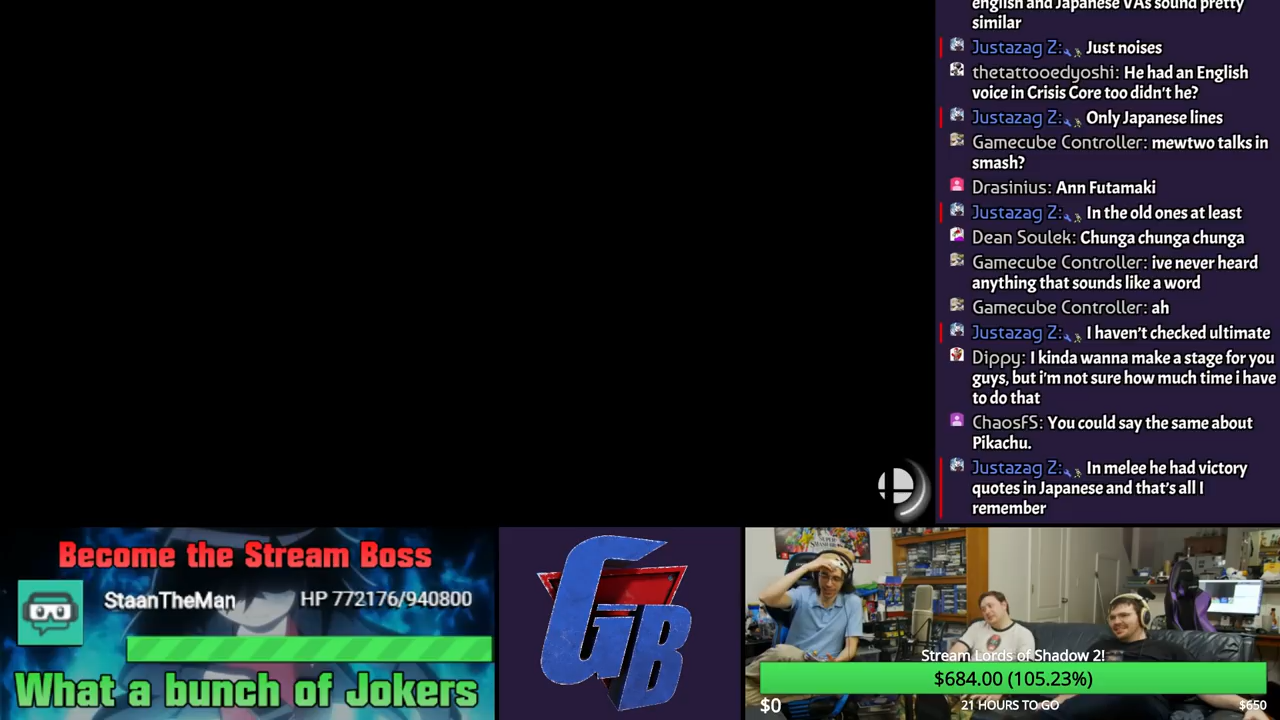 english and Japanese VAs sound pretty
similar
Justazag Z: Just noises
thetattooedyoshi: He had an English
voice in Crisis Core too didn't he?
Justazag Z: Only Japanese lines
Gamecube Controller: mewtwo talks in
smash?
Drasinius: Ann Futamaki
Justazag Z: In the old ones at least
Dean Soulek: Chunga chunga chunga
Gamecube Controller: ive never heard
anything that sounds like a word
Gamecube Controller: ah
Justazag Z: I haven't checked ultimate
Dippy: I kinda wanna make a stage for you
guys, but i'm not sure how much time i have
to do that
ChaosFS: You could say the same about
Pikachu.
Justazag Z: In melee he had victory
quotes in Japanese and that's all I
remember
Become the Stream Boss
StaanTheMan HP 772176/940800
What a bunch of Jokers
GB
Stream Lords of Shadow 2!
$684.00 (105.23%)
$0 21 HOURS TO GO $650